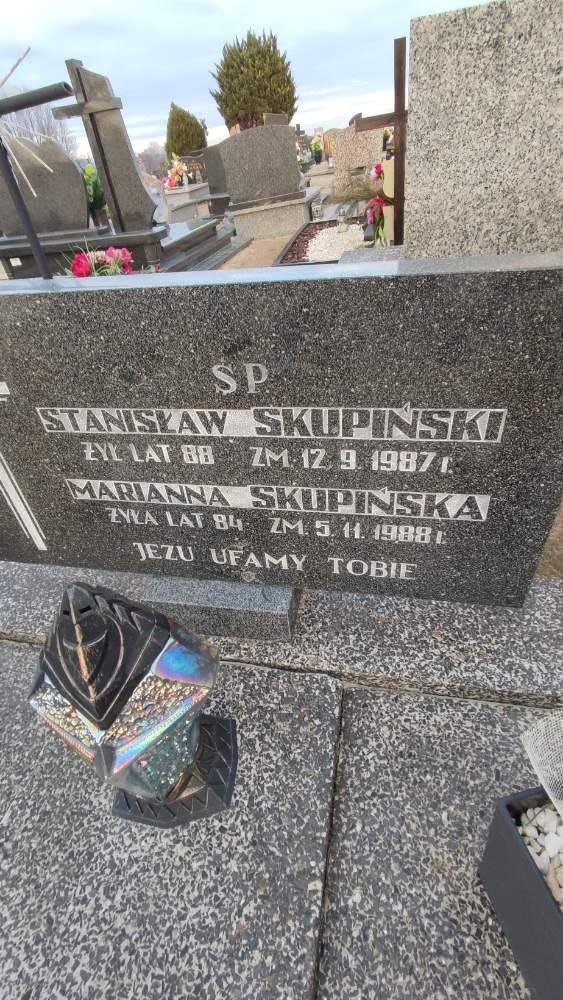 ŚP
STANISŁAW SKUPIŃSKI
ŻYŁ LAT 88 ZM. 12. 9. 1987 r.
MARIANNA SKUPIŃSKA
ŻYŁA LAT 84 ZM. 5. 11. 1988 r.
JEZU UFAMY TOBIE